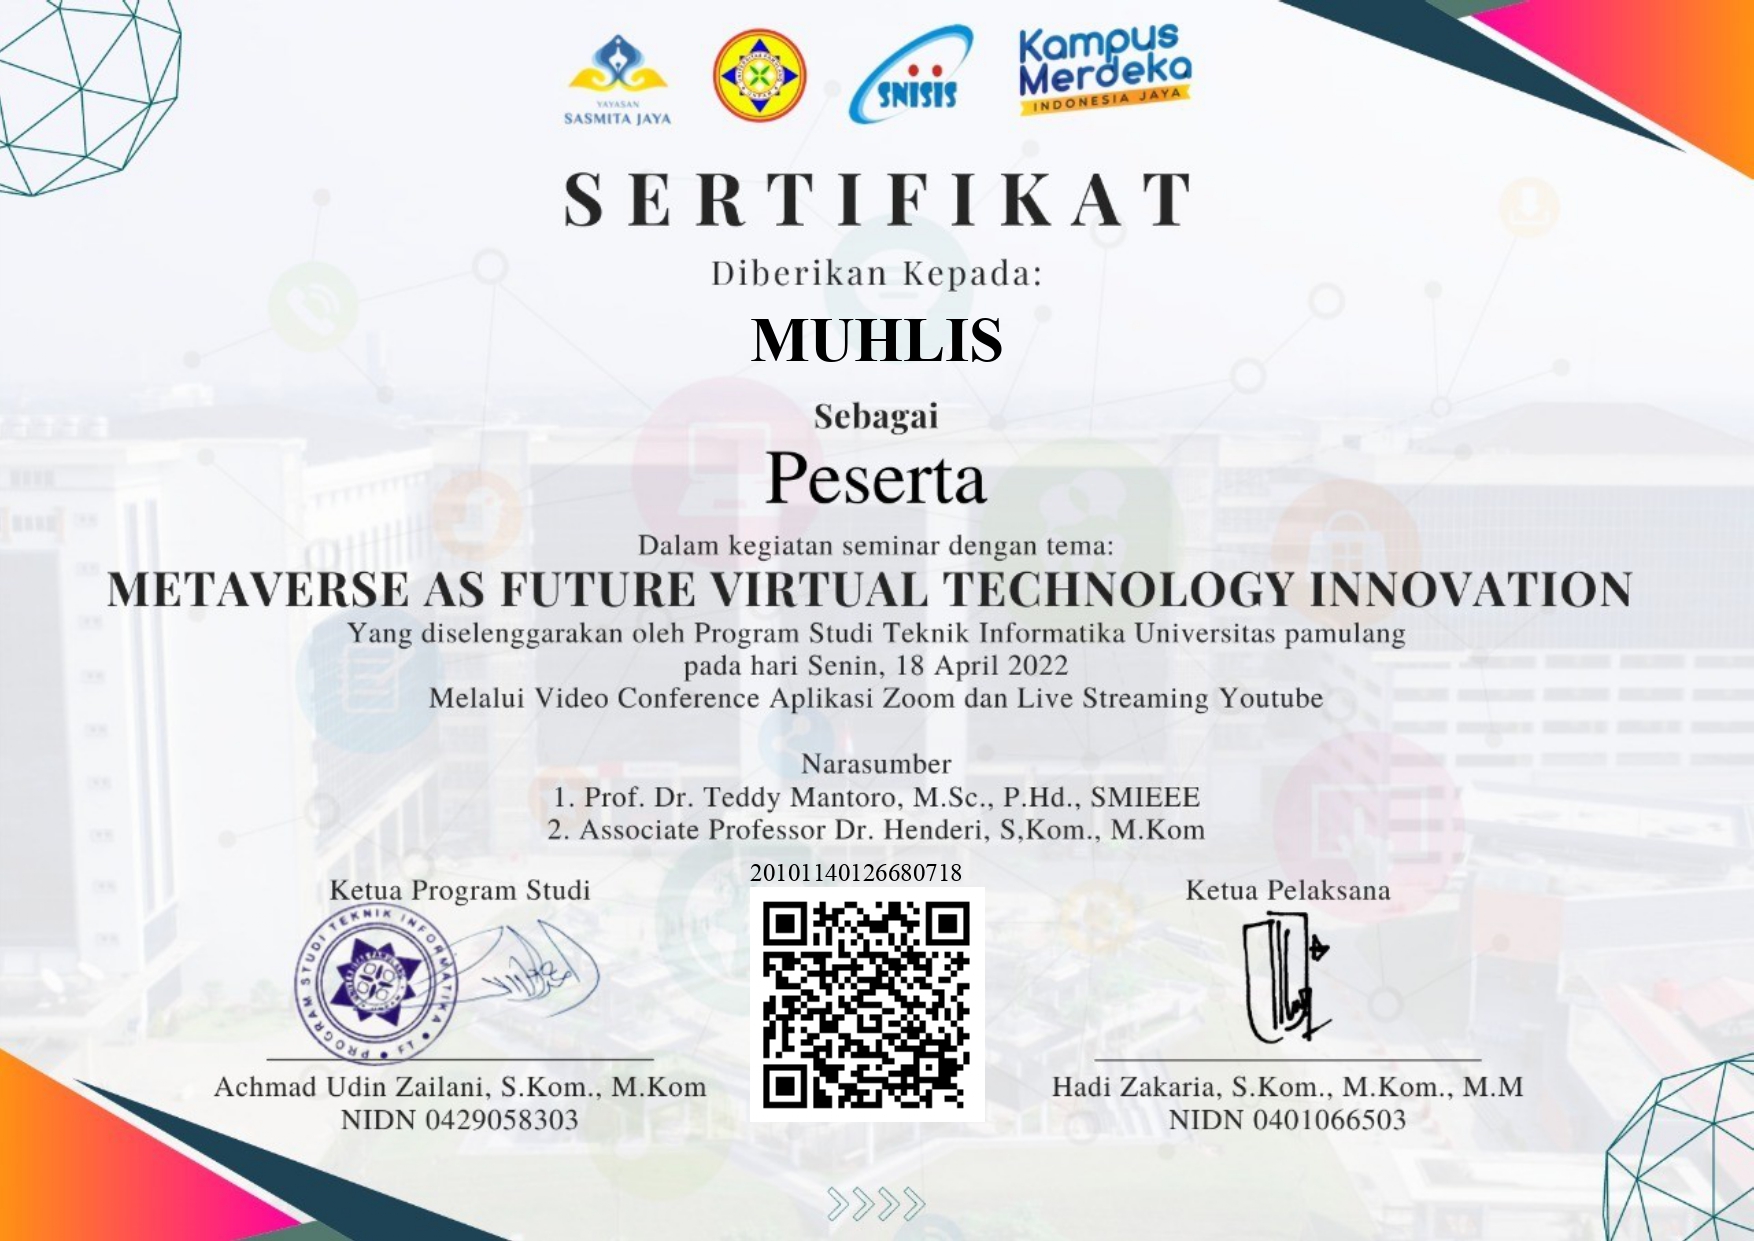 YAYASAN
SASMITA JAYA
SNISIS
Kampus
Merdeka
INDONESIA JAYA
SERTIFIKAT
Diberikan Kepada:
MUHLIS
Sebagai
Peserta
Dalam kegiatan seminar dengan tema:
METAVERSE AS FUTURE VIRTUAL TECHNOLOGY INNOVATION
Yang diselenggarakan oleh Program Studi Teknik Informatika Universitas pamulang
pada hari Senin, 18 April 2022
Melalui Video Conference Aplikasi Zoom dan Live Streaming Youtube
Narasumber
1. Prof. Dr. Teddy Mantoro, M.Sc., P.Hd., SMIEEE
2. Associate Professor Dr. Henderi, S,Kom., M.Kom
20101140126680718
Ketua Program Studi
PROGRAM STUDI TEKNIK INFORMATIKA • FT •
Achmad Udin Zailani, S.Kom., M.Kom
NIDN 0429058303
Ketua Pelaksana
Hadi Zakaria, S.Kom., M.Kom., M.M
NIDN 0401066503